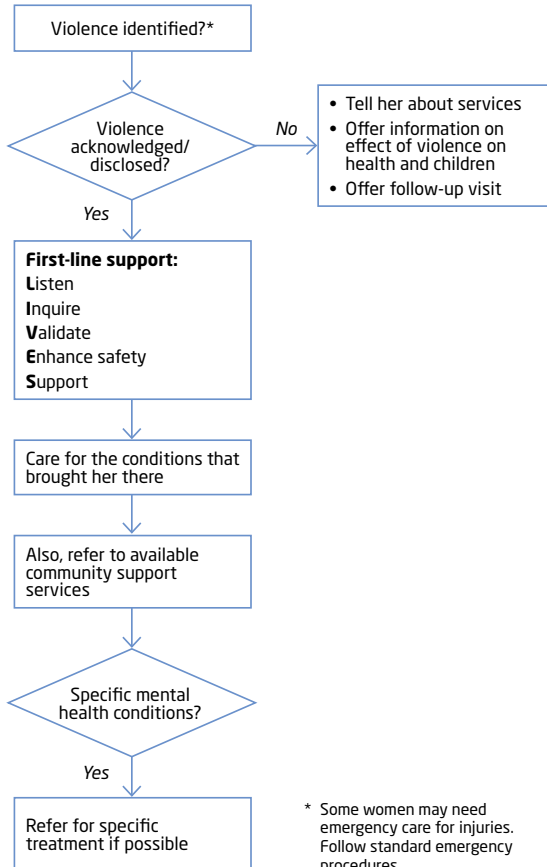 Violence identified?*
Violence
acknowledged/
disclosed?
No
• Tell her about services
• Offer information on
effect of violence on
health and children
• Offer follow-up visit
Yes
First-line support:
Listen
Inquire
Validate
Enhance safety
Support
Care for the conditions that
brought her there
Also, refer to available
community support
services
Specific mental
health conditions?
Yes
Refer for specific
treatment if possible
* Some women may need
emergency care for injuries.
Follow standard emergency
procedures